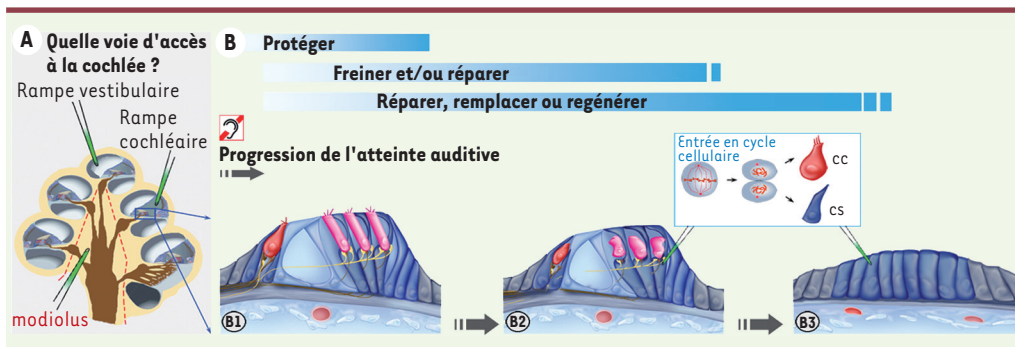 A Quelle voie d'accès
à la cochlée ?
Rampe vestibulaire
Rampe
cochléaire
modiolus
B Protéger
Freiner et/ou réparer
Réparer, remplacer ou regénérer
Progression de l'atteinte auditive
Entrée en cycle
cellulaire
cc
cs
B1
B2
B3